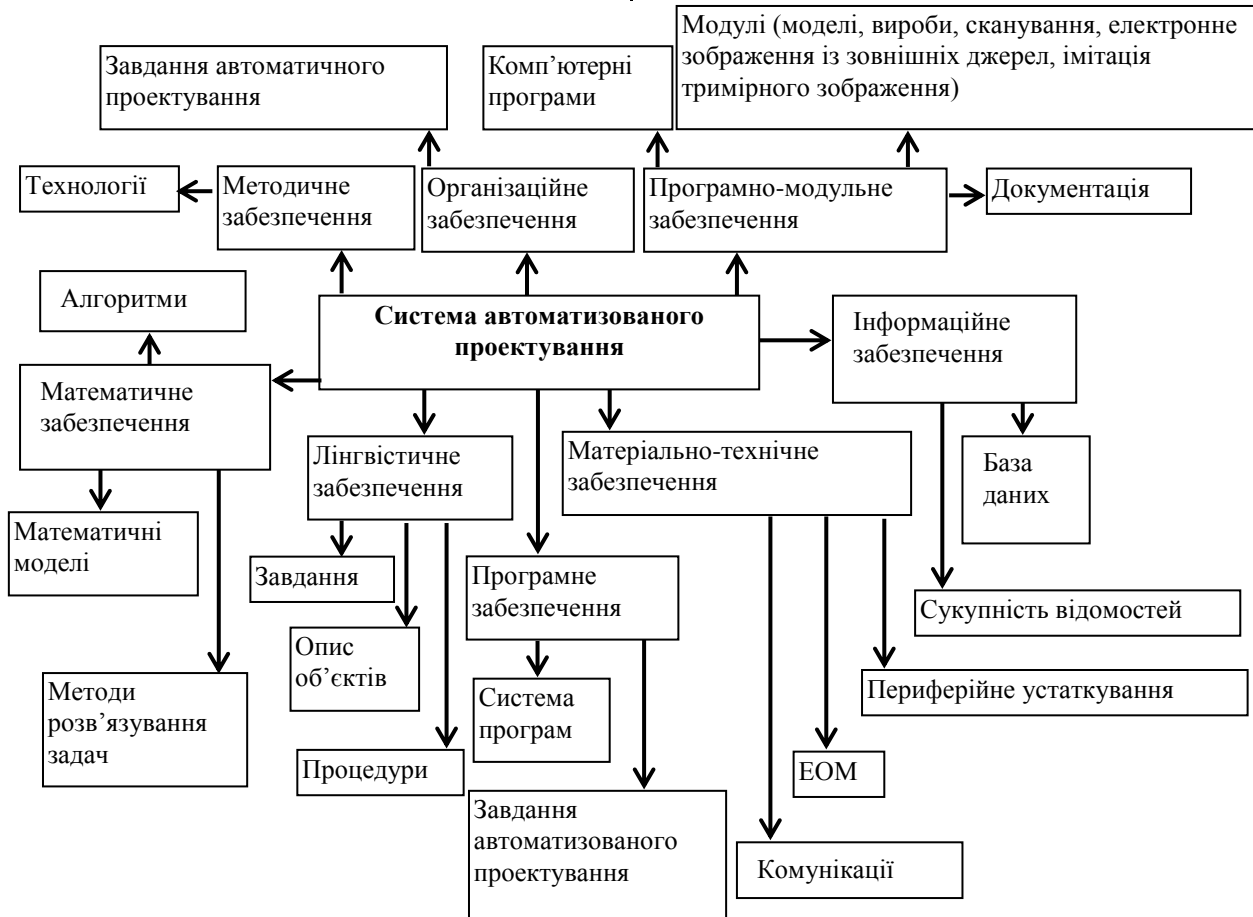 Модулі (моделі, вироби, сканування, електронне
зображення із зовнішніх джерел, імітація
тримірного зображення)
Завдання автоматичного
проектування
Комп’ютерні
програми
Технології
Методичне
забезпечення
Організаційне
забезпечення
Програмно-модульне
забезпечення
Документація
Алгоритми
Система автоматизованого
проектування
Інформаційне
забезпечення
Математичне
забезпечення
Лінгвістичне
забезпечення
Матеріально-технічне
забезпечення
База
даних
Математичні
моделі
Завдання
Програмне
забезпечення
Сукупність відомостей
Опис
об’єктів
Методи
розв’язування
задач
Система
програм
Периферійне устаткування
Процедури
ЕОМ
Завдання
автоматизованого
проектування
Комунікації